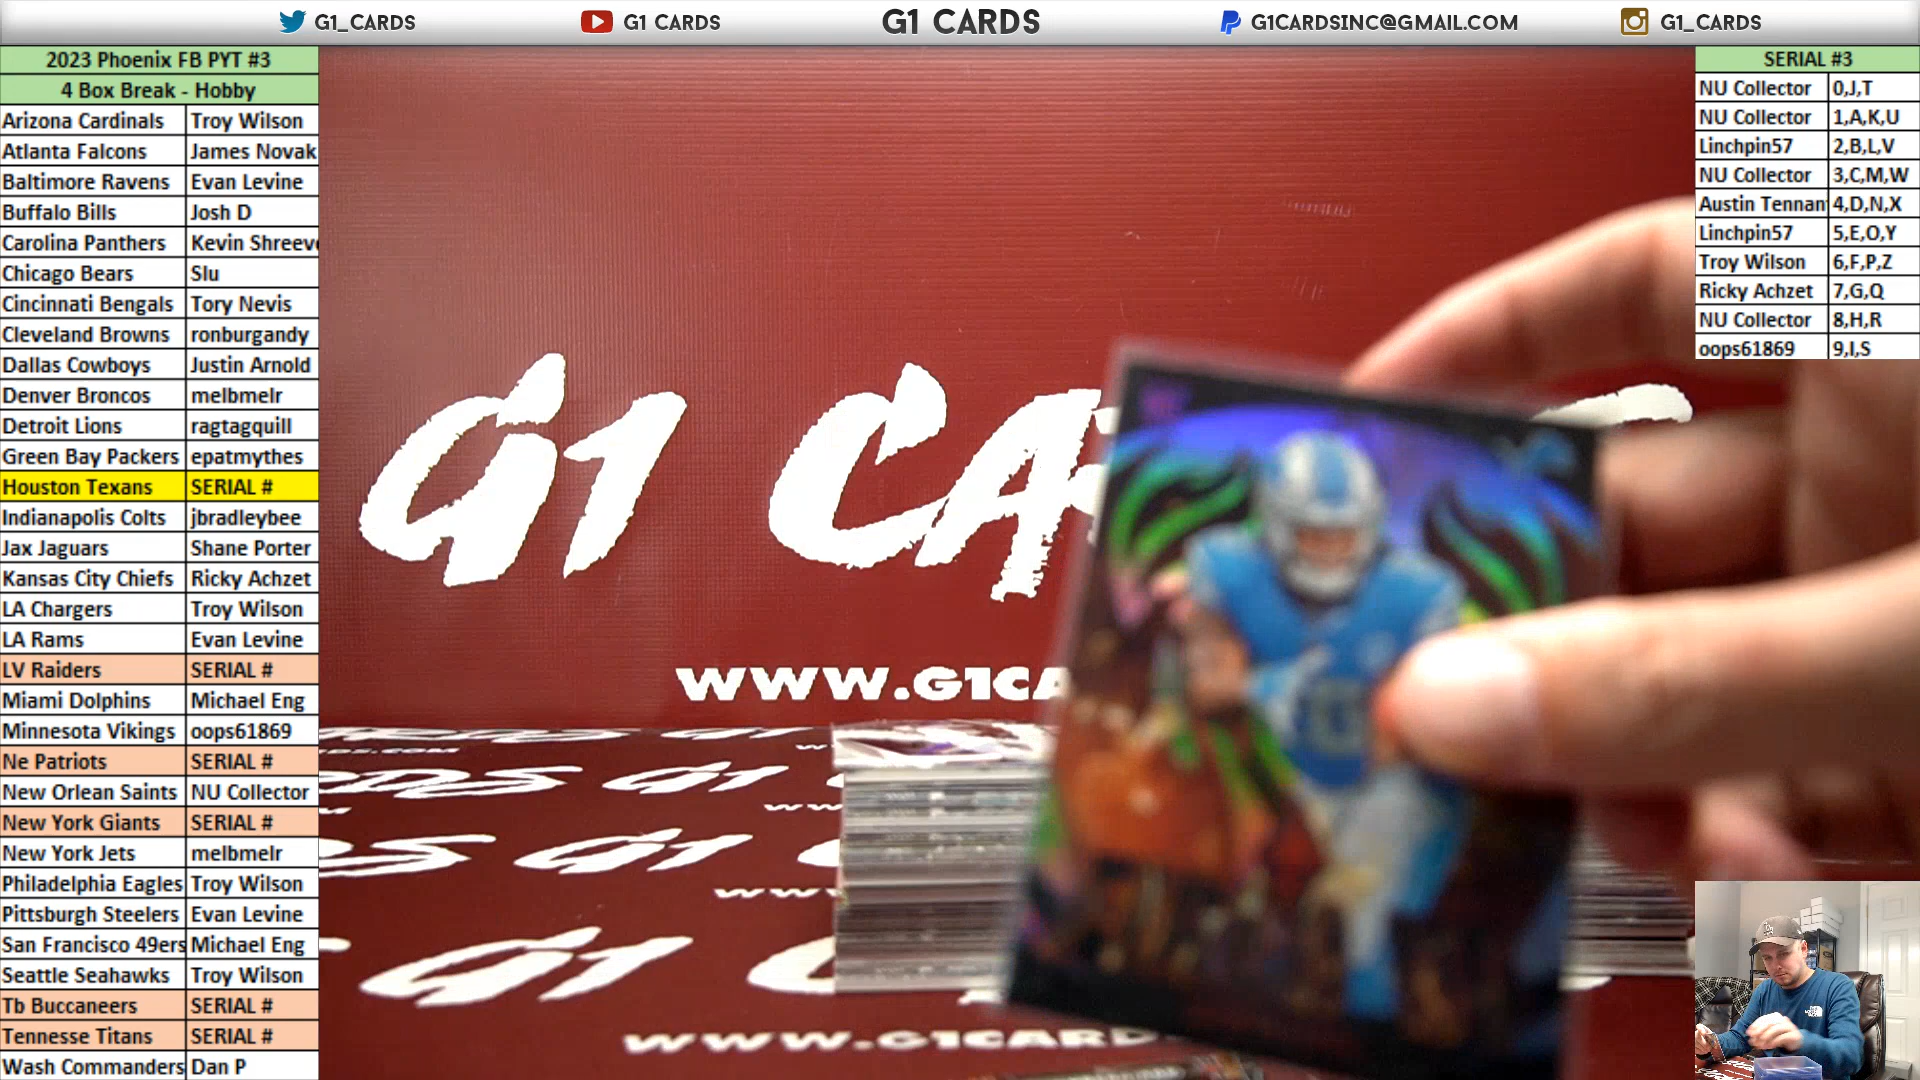 G1_CARDS G1 CARDS G1 CARDS G1CARDSINC@GMAIL.COM G1_CARDS
2023 Phoenix FB PYT #3
4 Box Break - Hobby
Arizona Cardinals Troy Wilson
Atlanta Falcons James Novak
Baltimore Ravens Evan Levine
Buffalo Bills Josh D
Carolina Panthers Kevin Shreeve
Chicago Bears Slu
Cincinnati Bengals Tory Nevis
Cleveland Browns ronburgandy
Dallas Cowboys Justin Arnold
Denver Broncos melbmelr
Detroit Lions ragtagquill
Green Bay Packers epatmythes
Houston Texans SERIAL #
Indianapolis Colts jbradleybee
Jax Jaguars Shane Porter
Kansas City Chiefs Ricky Achzet
LA Chargers Troy Wilson
LA Rams Evan Levine
LV Raiders SERIAL #
Miami Dolphins Michael Eng
Minnesota Vikings oops61869
Ne Patriots SERIAL #
New Orlean Saints NU Collector
New York Giants SERIAL #
New York Jets melbmelr
Philadelphia Eagles Troy Wilson
Pittsburgh Steelers Evan Levine
San Francisco 49ers Michael Eng
Seattle Seahawks Troy Wilson
Tb Buccaneers SERIAL #
Tennesse Titans SERIAL #
Wash Commanders Dan P
SERIAL #3
NU Collector 0,J,T
NU Collector 1,A,K,U
Linchpin57 2,B,L,V
NU Collector 3,C,M,W
Austin Tennan 4,D,N,X
Linchpin57 5,E,O,Y
Troy Wilson 6,F,P,Z
Ricky Achzet 7,G,Q
NU Collector 8,H,R
oops61869 9,I,S
G1 CA
WWW.G1CA
G1
WWW.G1CARD